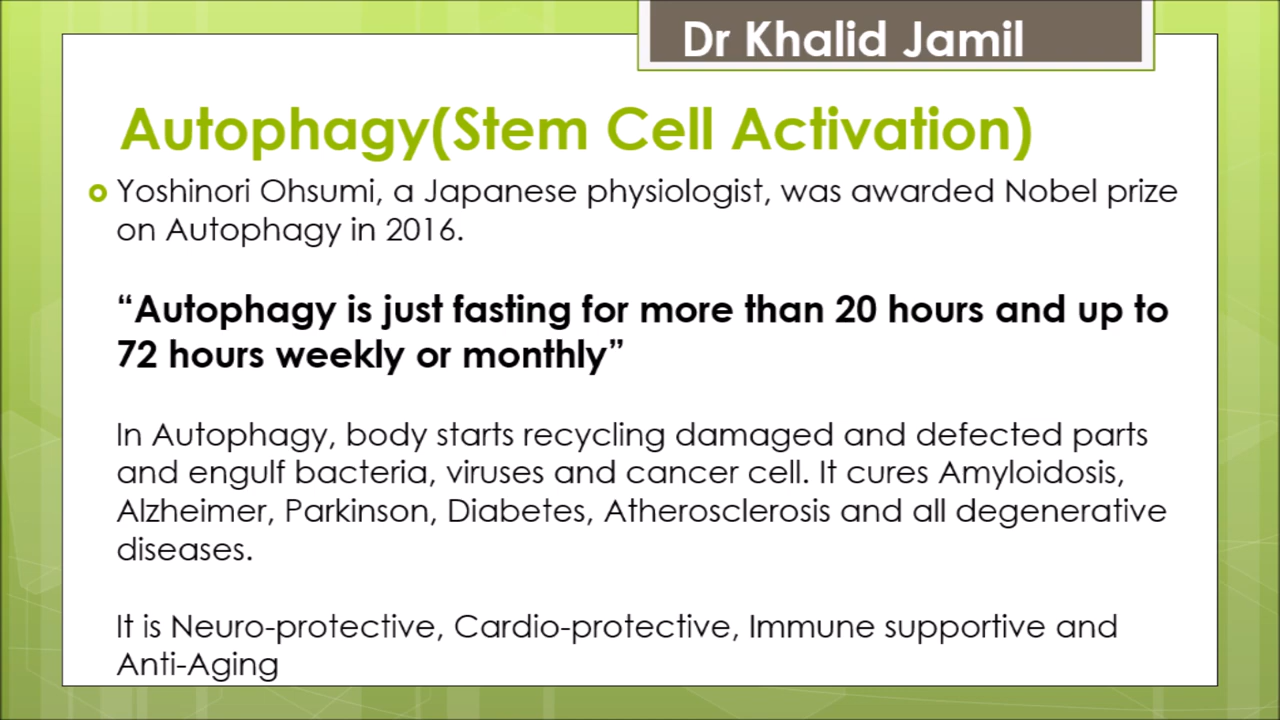 Dr Khalid Jamil
Autophagy(Stem Cell Activation)
Yoshinori Ohsumi, a Japanese physiologist, was awarded Nobel prize
on Autophagy in 2016.
“Autophagy is just fasting for more than 20 hours and up to
72 hours weekly or monthly”
In Autophagy, body starts recycling damaged and defected parts
and engulf bacteria, viruses and cancer cell. It cures Amyloidosis,
Alzheimer, Parkinson, Diabetes, Atherosclerosis and all degenerative
diseases.
It is Neuro-protective, Cardio-protective, Immune supportive and
Anti-Aging